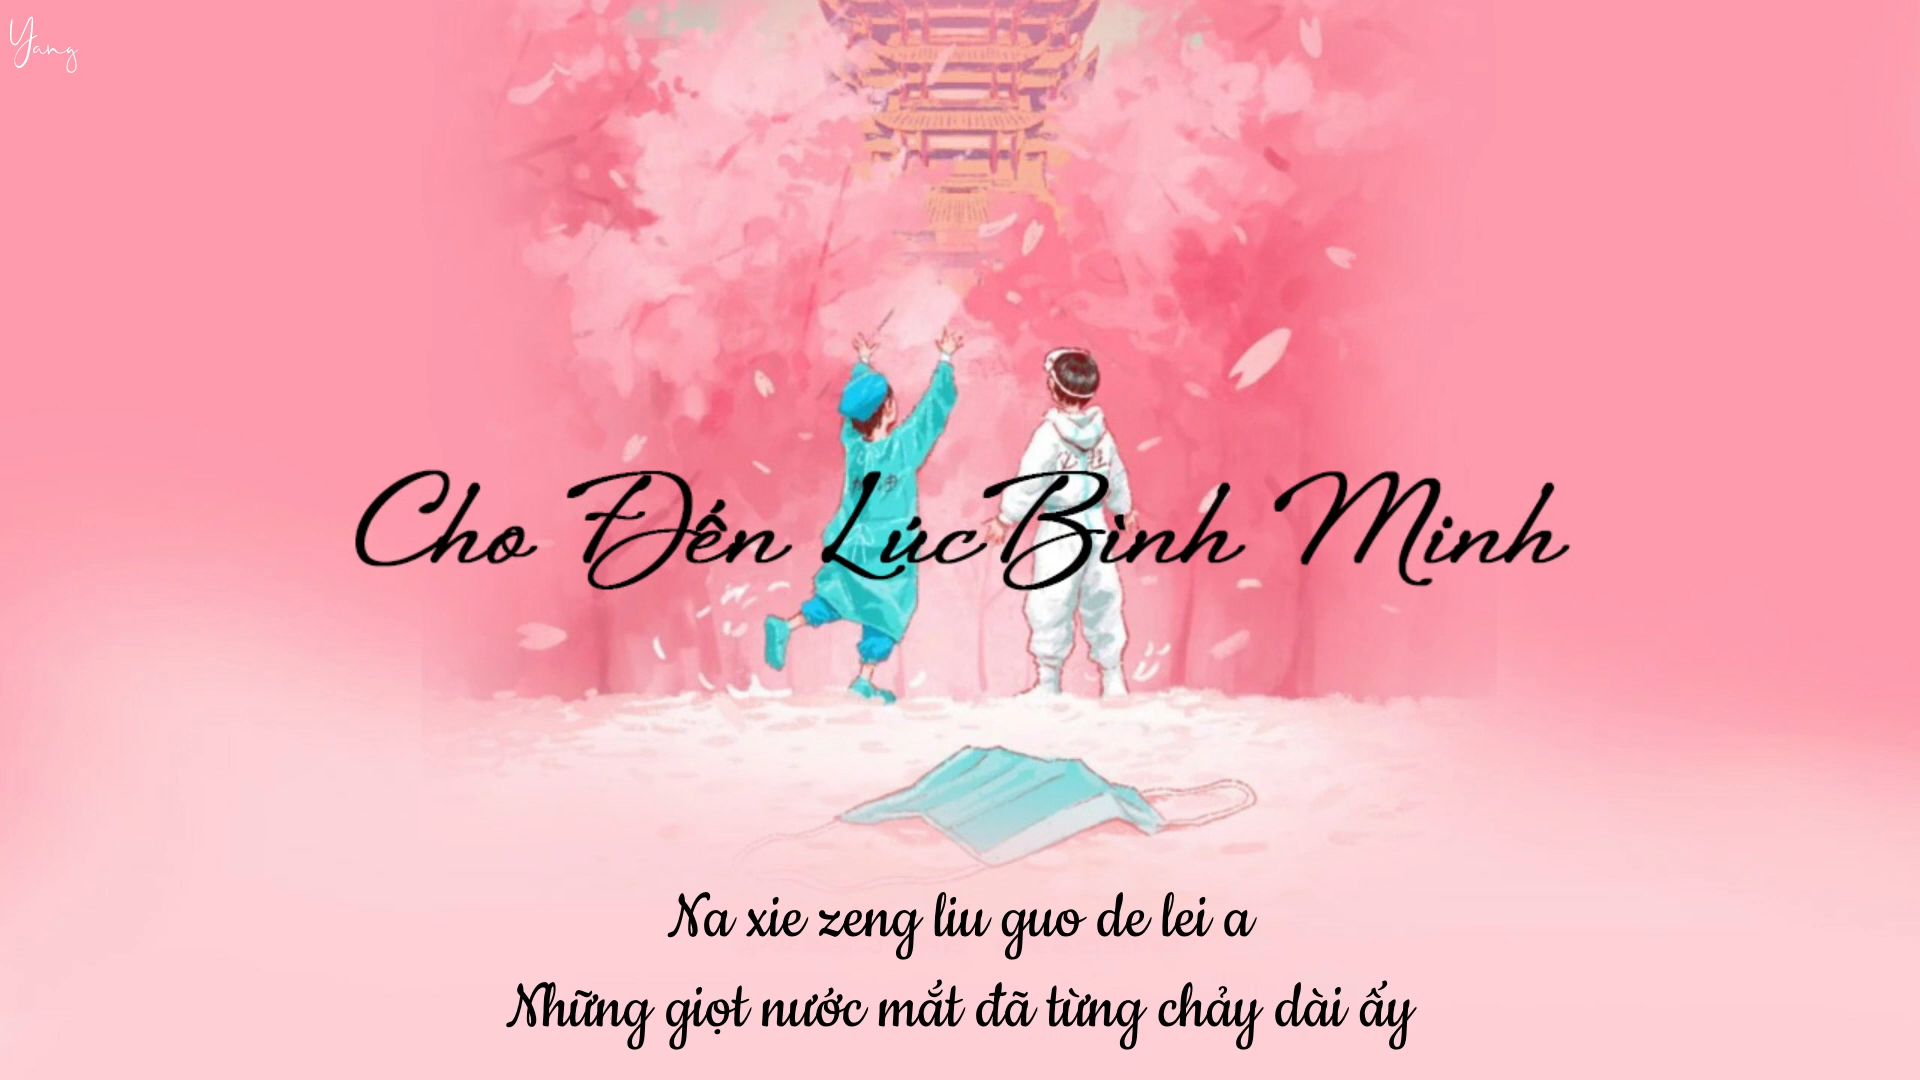 Yang
Cho Đến Lúc Bình Minh
Na xie zeng liu guo de lei a
Những giọt nước mắt đã từng chảy dài ấy